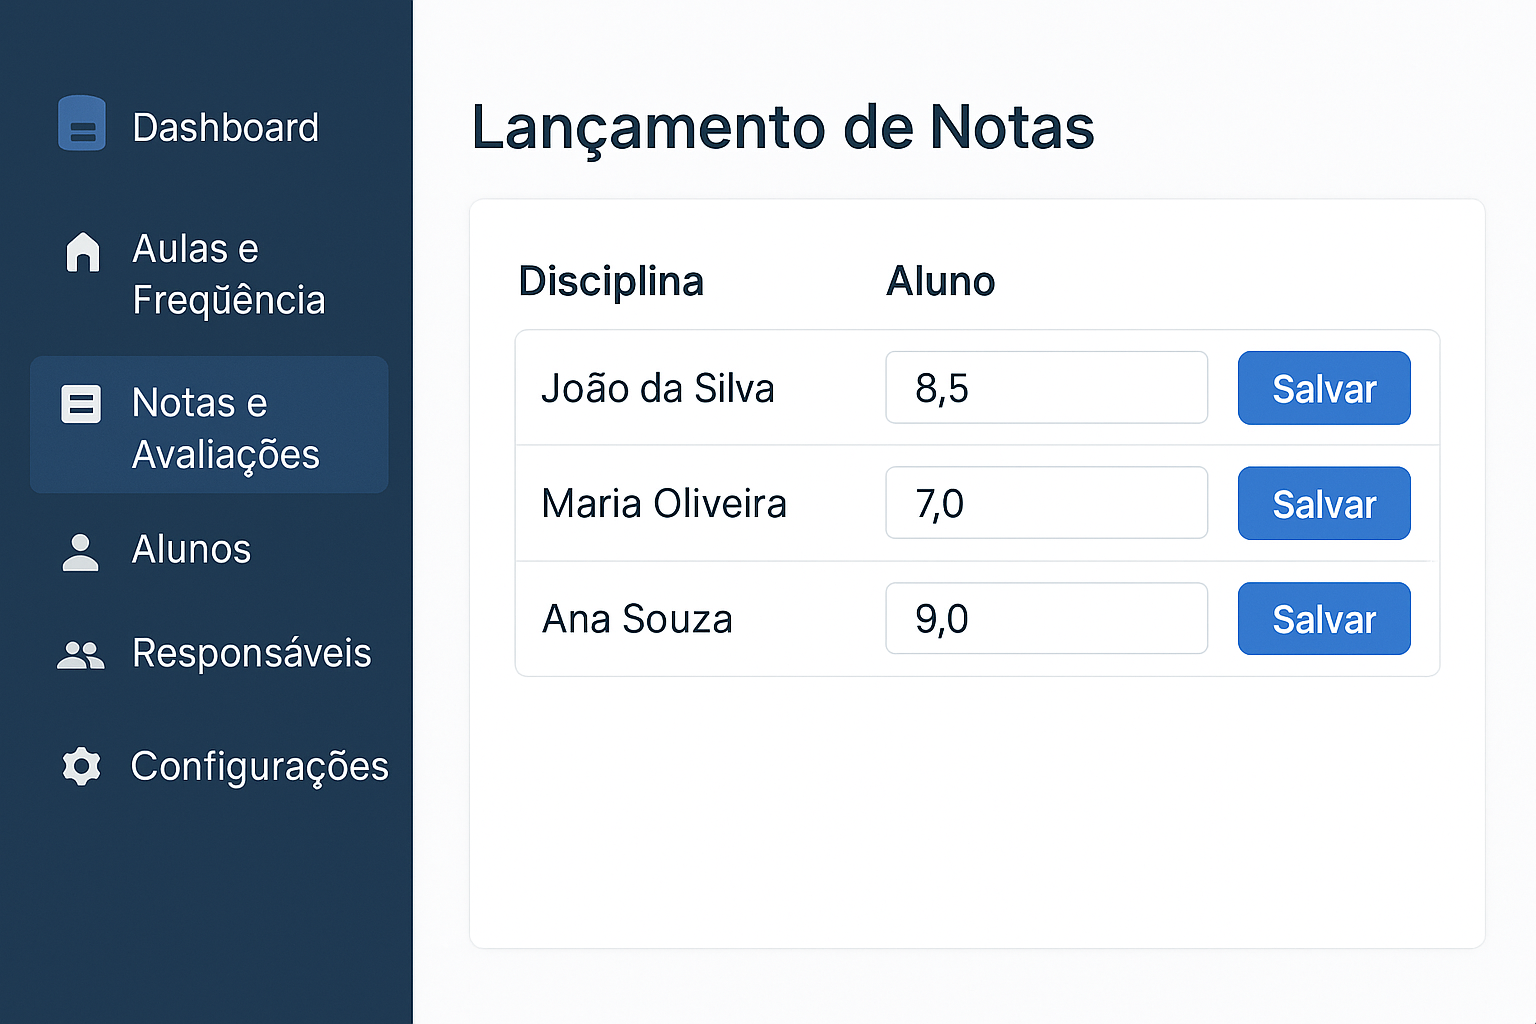 Dashboard
Aulas e
Freqŭência
Notas e
Avaliações
Alunos
Responsáveis
Configurações
Lançamento de Notas
Disciplina Aluno
João da Silva 8,5 Salvar
Maria Oliveira 7,0 Salvar
Ana Souza 9,0 Salvar